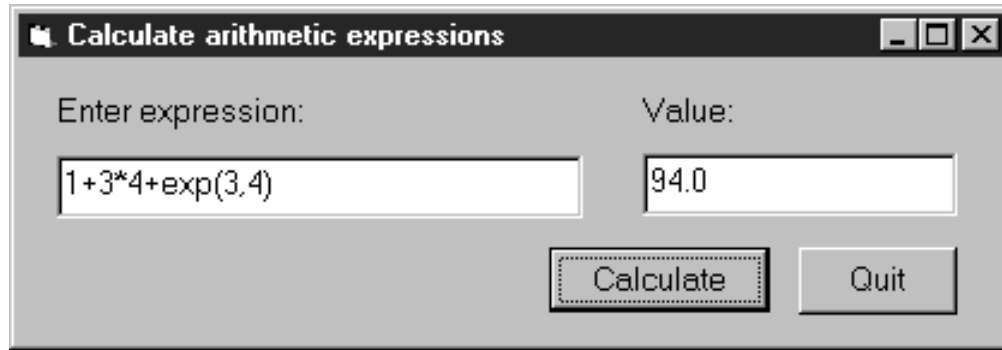 Calculate arithmetic expressions
Enter expression: Value:
1+3*4+exp(3,4) 94.0
Calculate Quit